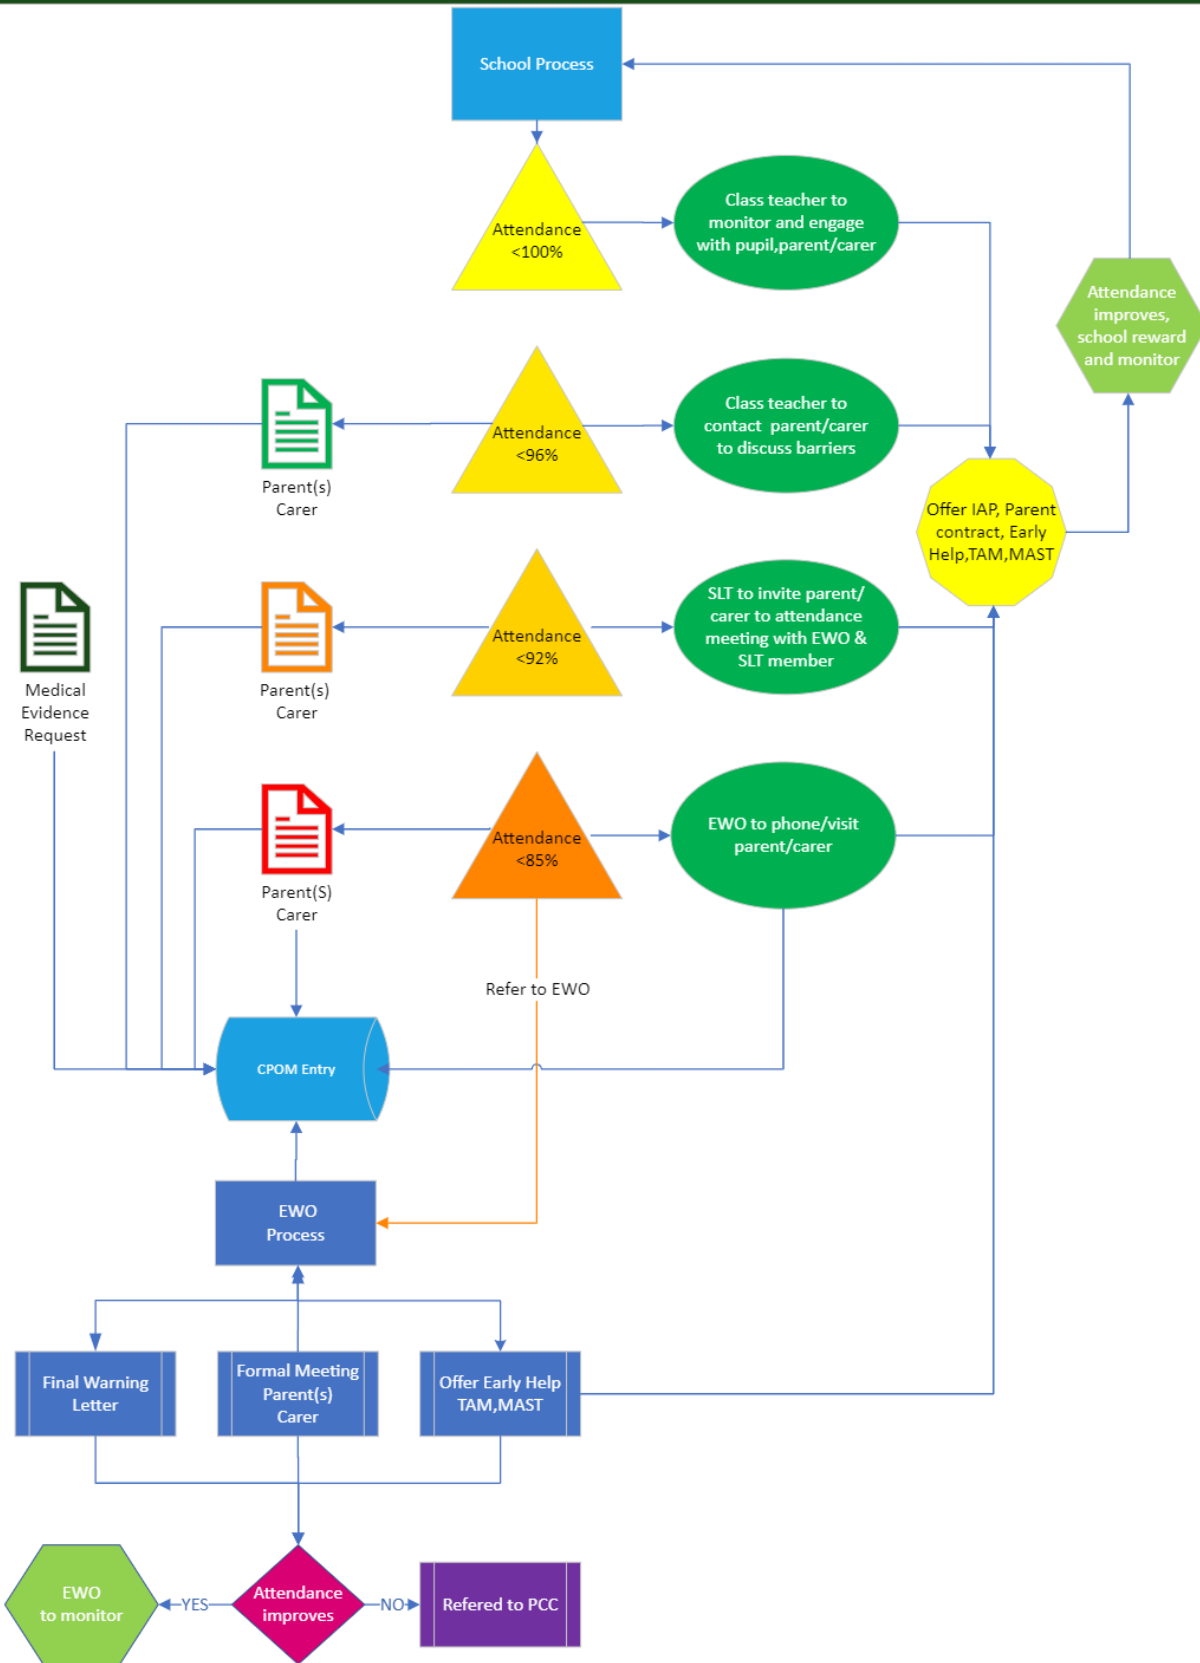 School Process
Attendance
<100%
Class teacher to
monitor and engage
with pupil,parent/carer
Attendance
improves,
school reward
and monitor
Parent(s)
Carer
Attendance
<96%
Class teacher to
contact parent/carer
to discuss barriers
Offer IAP, Parent
contract, Early
Help,TAM,MAST
Medical
Evidence
Request
Parent(s)
Carer
Attendance
<92%
SLT to invite parent/
carer to attendance
meeting with EWO &
SLT member
Parent(S)
Carer
Attendance
<85%
EWO to phone/visit
parent/carer
Refer to EWO
CPOM Entry
EWO
Process
Final Warning
Letter
Formal Meeting
Parent(s)
Carer
Offer Early Help
TAM,MAST
EWO
to monitor
YES
Attendance
improves
NO
Refered to PCC